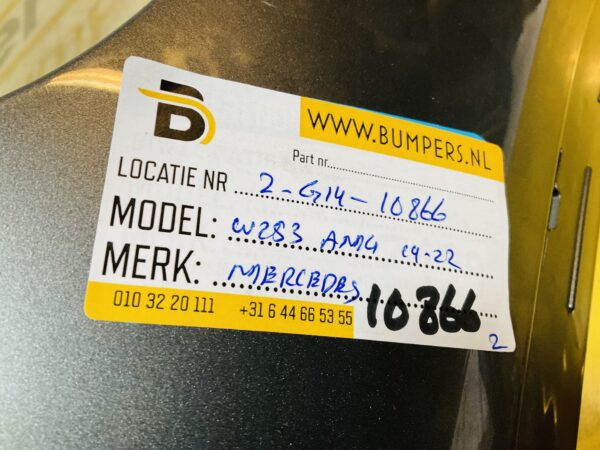 B
WWW.BUMPERS.NL
Part nr.
LOCATIE NR 2-G14-10866
MODEL: W253 AMG 19-22
MERK: MERCEDES
010 32 20 111 +31 6 44 66 53 55 10866
2